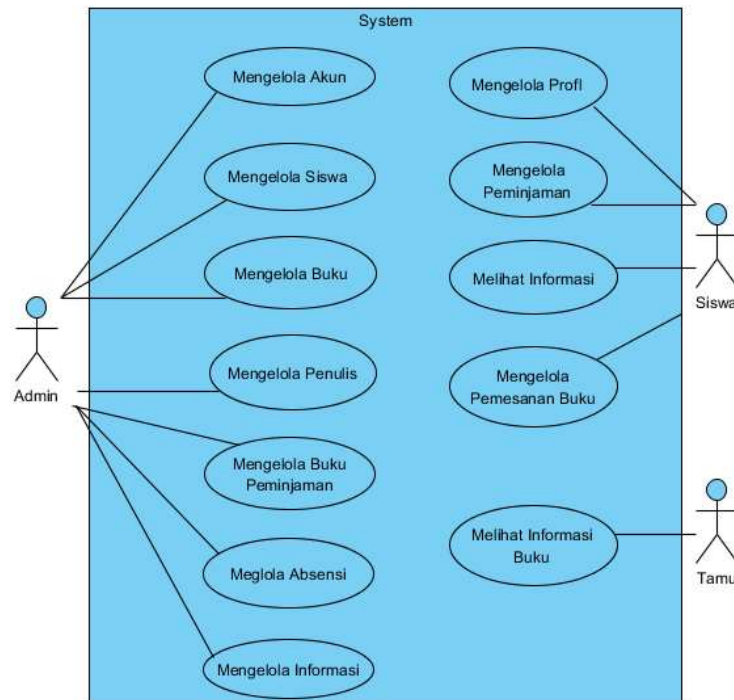 System
Mengelola Akun
Mengelola Siswa
Mengelola Buku
Mengelola Penulis
Mengelola Buku
Peminjaman
Meglola Absensi
Mengelola Informasi
Mengelola Profl
Mengelola
Peminjaman
Melihat Informasi
Mengelola
Pemesanan Buku
Melihat Informasi
Buku
Admin
Siswa
Tamu